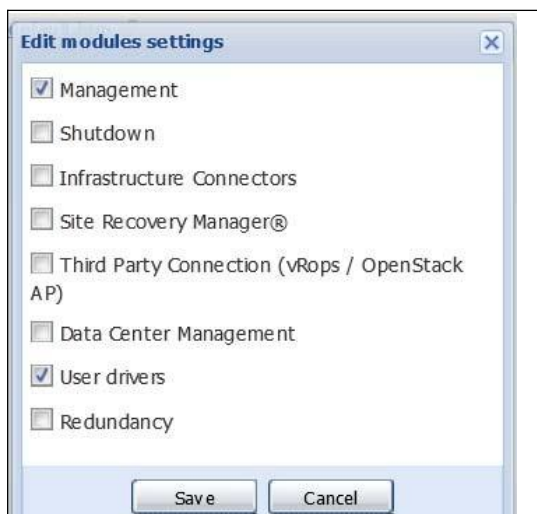 Edit modules settings
Management
Shutdown
Infrastructure Connectors
Site Recovery Manager®
Third Party Connection (vRops / OpenStack
AP)
Data Center Management
User drivers
Redundancy
Save Cancel